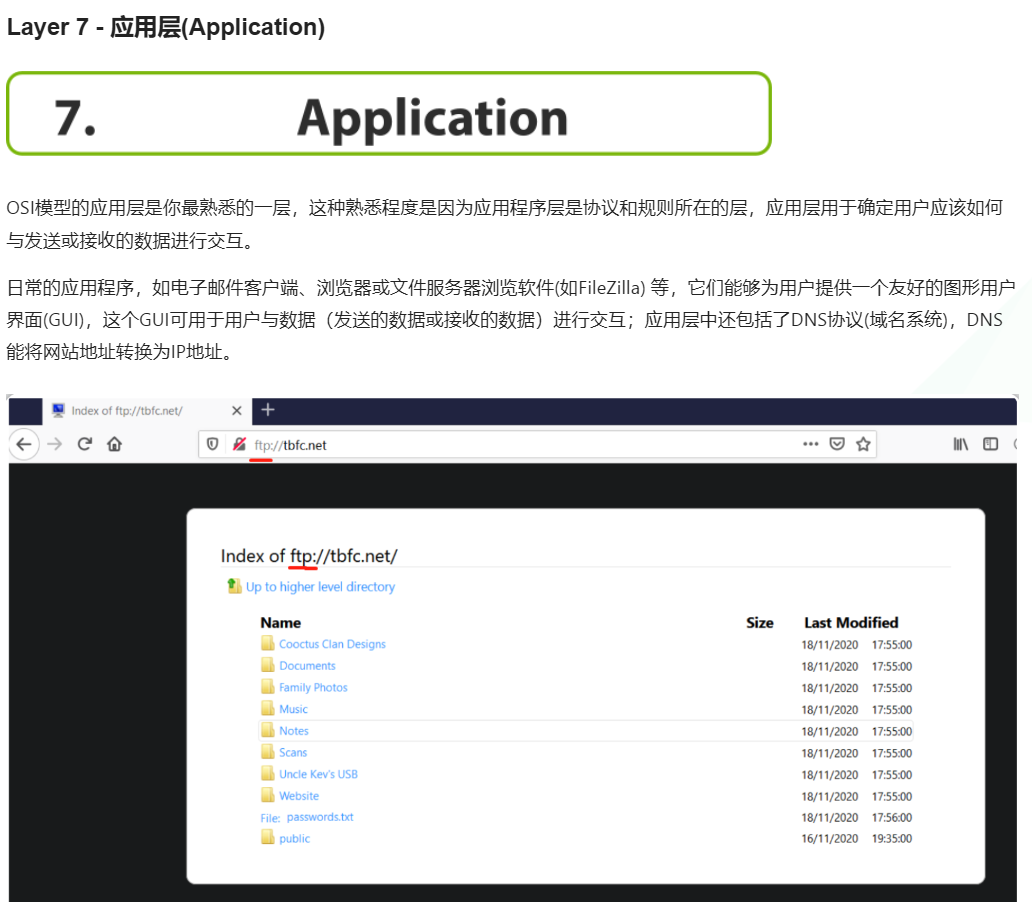 Layer 7 - 应用层(Application)
7. Application
OSI模型的应用层是你最熟悉的一层，这种熟悉程度是因为应用程序层是协议和规则所在的层，应用层用于确定用户应该如何
与发送或接收的数据进行交互。
日常的应用程序，如电子邮件客户端、浏览器或文件服务器浏览软件(如FileZilla) 等，它们能够为用户提供一个友好的图形用户
界面(GUI)，这个GUI可用于用户与数据（发送的数据或接收的数据）进行交互；应用层中还包括了DNS协议(域名系统)，DNS
能将网站地址转换为IP地址。
Index of ftp://tbfc.net/
ftp://tbfc.net
Index of ftp://tbfc.net/
Up to higher level directory
Name Size Last Modified
Cooctus Clan Designs 18/11/2020 17:55:00
Documents 18/11/2020 17:55:00
Family Photos 18/11/2020 17:55:00
Music 18/11/2020 17:55:00
Notes 18/11/2020 17:55:00
Scans 18/11/2020 17:55:00
Uncle Kev's USB 18/11/2020 17:55:00
Website 18/11/2020 17:55:00
File: passwords.txt 18/11/2020 17:56:00
public 16/11/2020 19:35:00